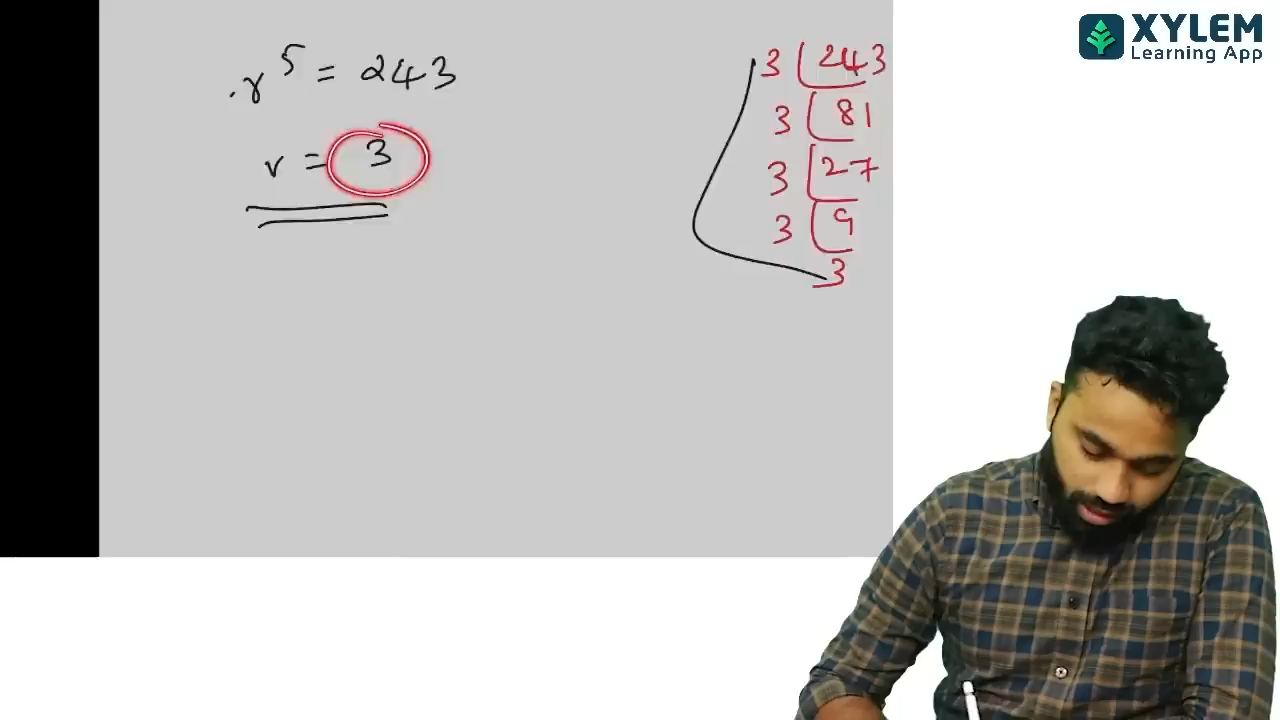 r⁵ = 243
r = 3
3 | 243
3 | 81
3 | 27
3 | 9
3
XYLEM
Learning App